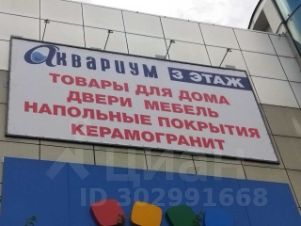 Аквариум 3 ЭТАЖ
ТОВАРЫ ДЛЯ ДОМА
ДВЕРИ МЕБЕЛЬ
НАПОЛЬНЫЕ ПОКРЫТИЯ
КЕРАМОГРАНИТ
Циан
ID 302991668